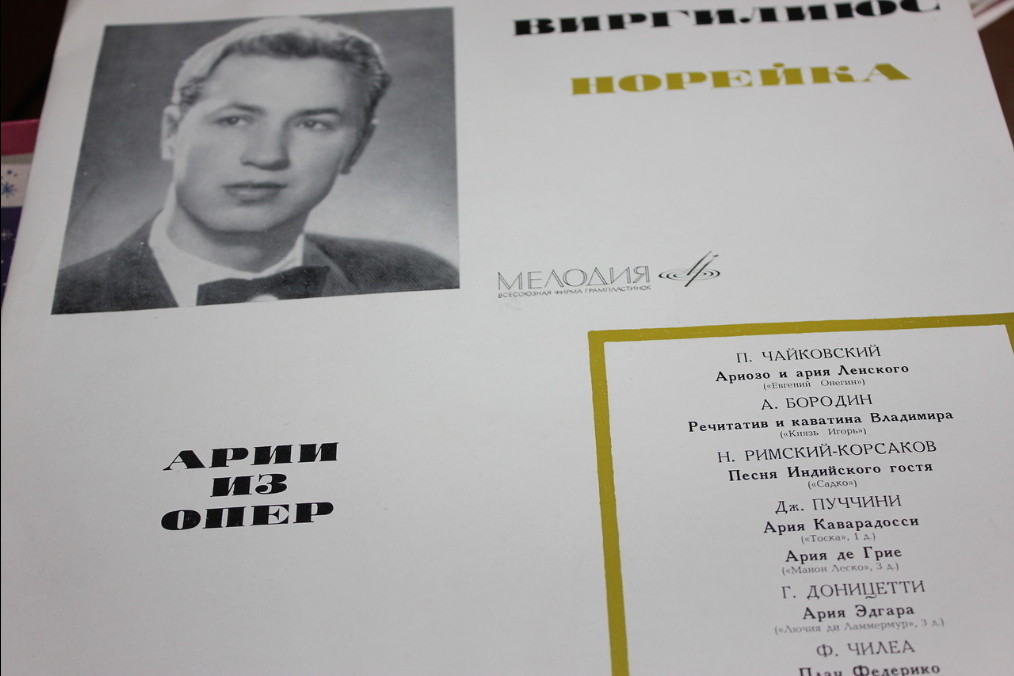 ВИРГИЛИЮС
НОРЕЙКА
МЕЛОДИЯ
ВСЕСОЮЗНАЯ ФИРМА ГРАМПЛАСТИНОК
АРИИ
ИЗ
ОПЕР
П. ЧАЙКОВСКИЙ
Ариозо и ария Ленского
(«Евгений Онегин»)
А. БОРОДИН
Речитатив и каватина Владимира
(«Князь Игорь»)
Н. РИМСКИЙ-КОРСАКОВ
Песня Индийского гостя
(«Садко»)
Дж. ПУЧЧИНИ
Ария Каварадосси
(«Тоска», 1 д.)
Ария де Грие
(«Манон Леско», 3 д.)
Г. ДОНИЦЕТТИ
Ария Эдгара
(«Лючия ди Ламмермур», 3 д.)
Ф. ЧИЛЕА
Плач Федерико